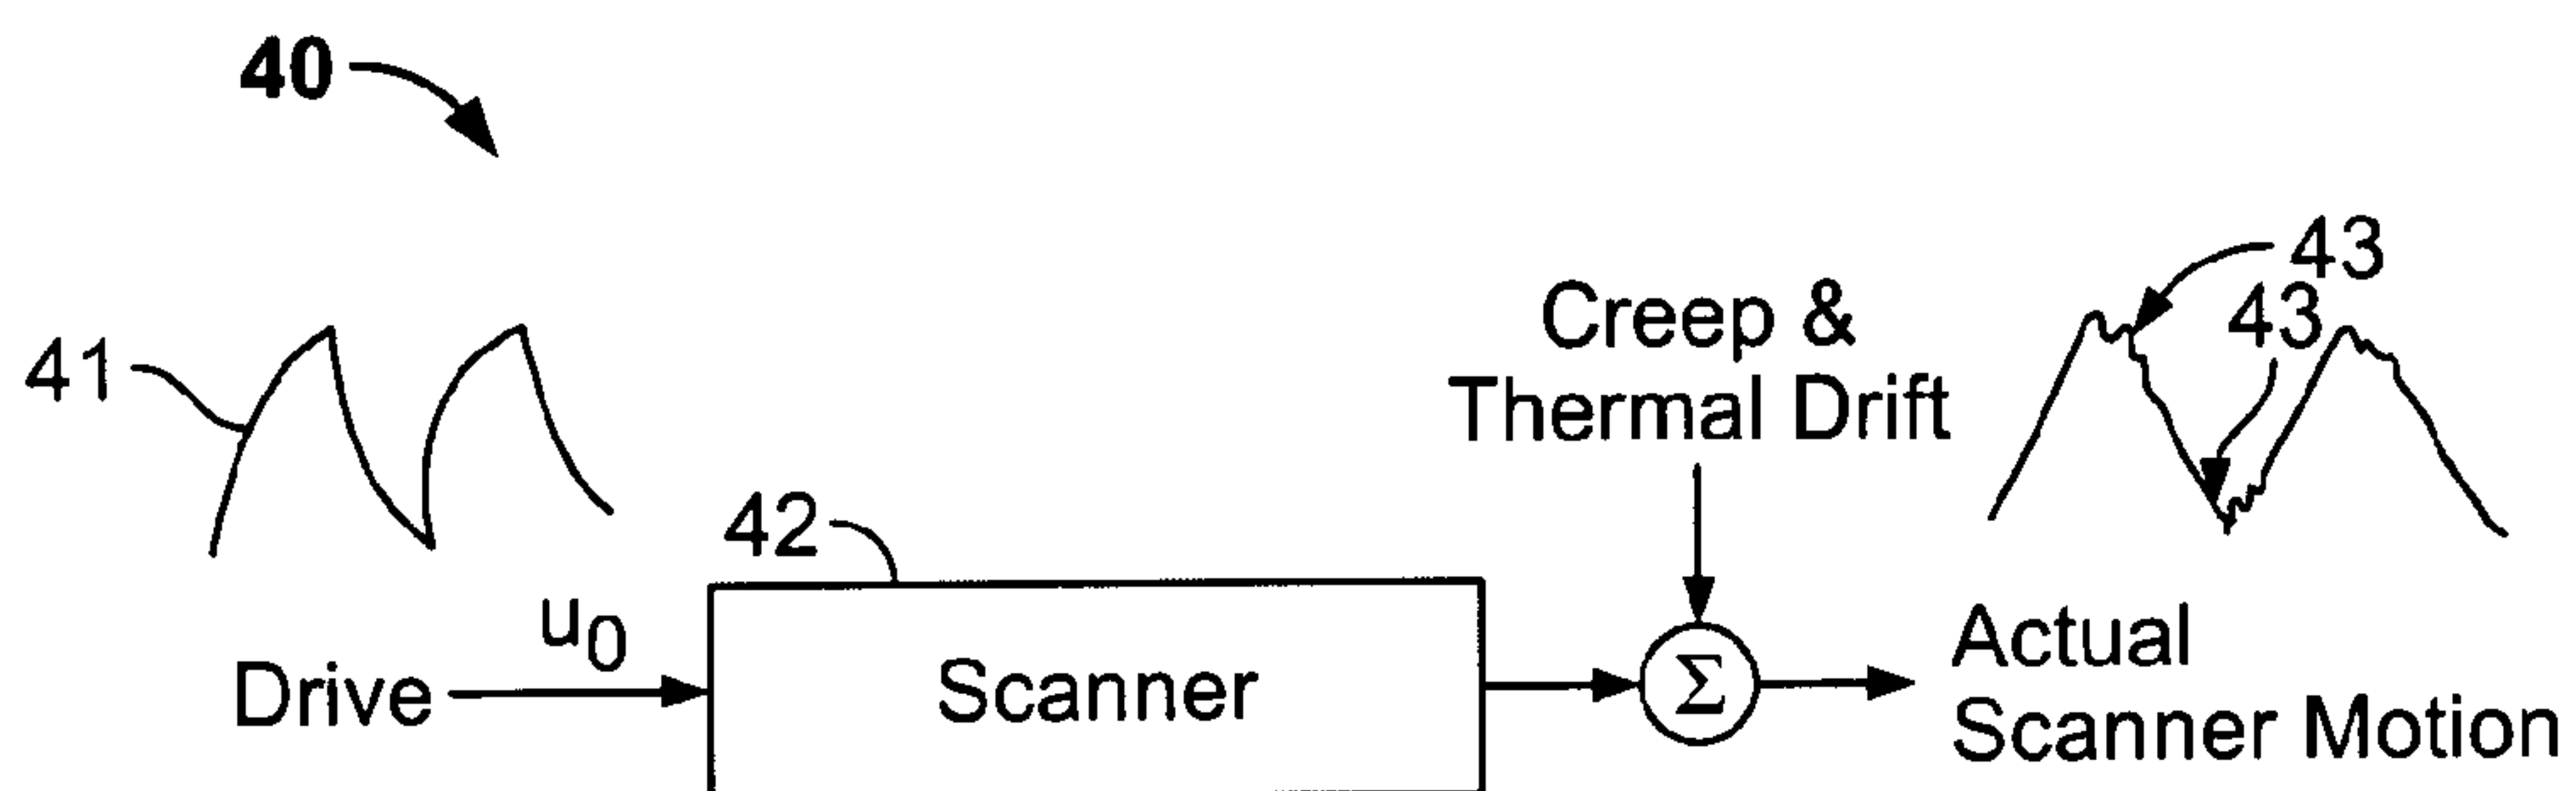 40
43
43
41
Creep &
Thermal Drift
42
u0
Drive
Scanner
Σ
Actual
Scanner Motion